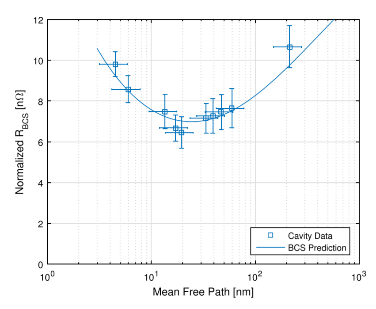 12
10
8
6
4
2
0
10^0
10^1
10^2
10^3
Normalized R_BCS [nΩ]
Mean Free Path [nm]
Cavity Data
BCS Prediction